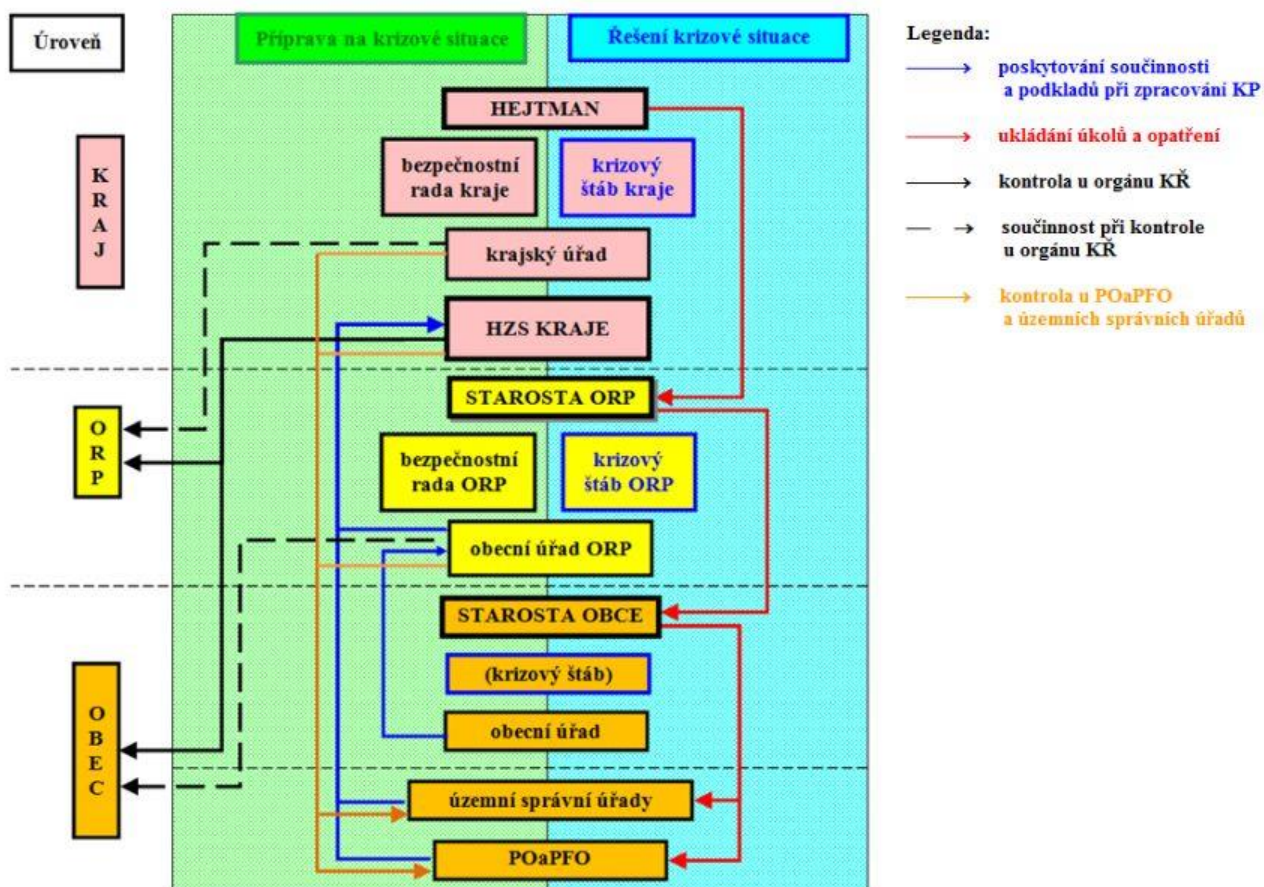 Úroveň
Příprava na krizové situace
Řešení krizové situace
Legenda:
poskytování součinnosti
a podkladů při zpracování KP
ukládání úkolů a opatření
kontrola u orgánu KŘ
součinnost při kontrole
u orgánu KŘ
kontrola u POaPFO
a územních správních úřadů
K
R
A
J
HEJTMAN
bezpečnostní
rada kraje
krizový
štáb kraje
krajský úřad
HZS KRAJE
O
R
P
STAROSTA ORP
bezpečnostní
rada ORP
krizový
štáb ORP
obecní úřad ORP
O
B
E
C
STAROSTA OBCE
(krizový štáb)
obecní úřad
územní správní úřady
POaPFO